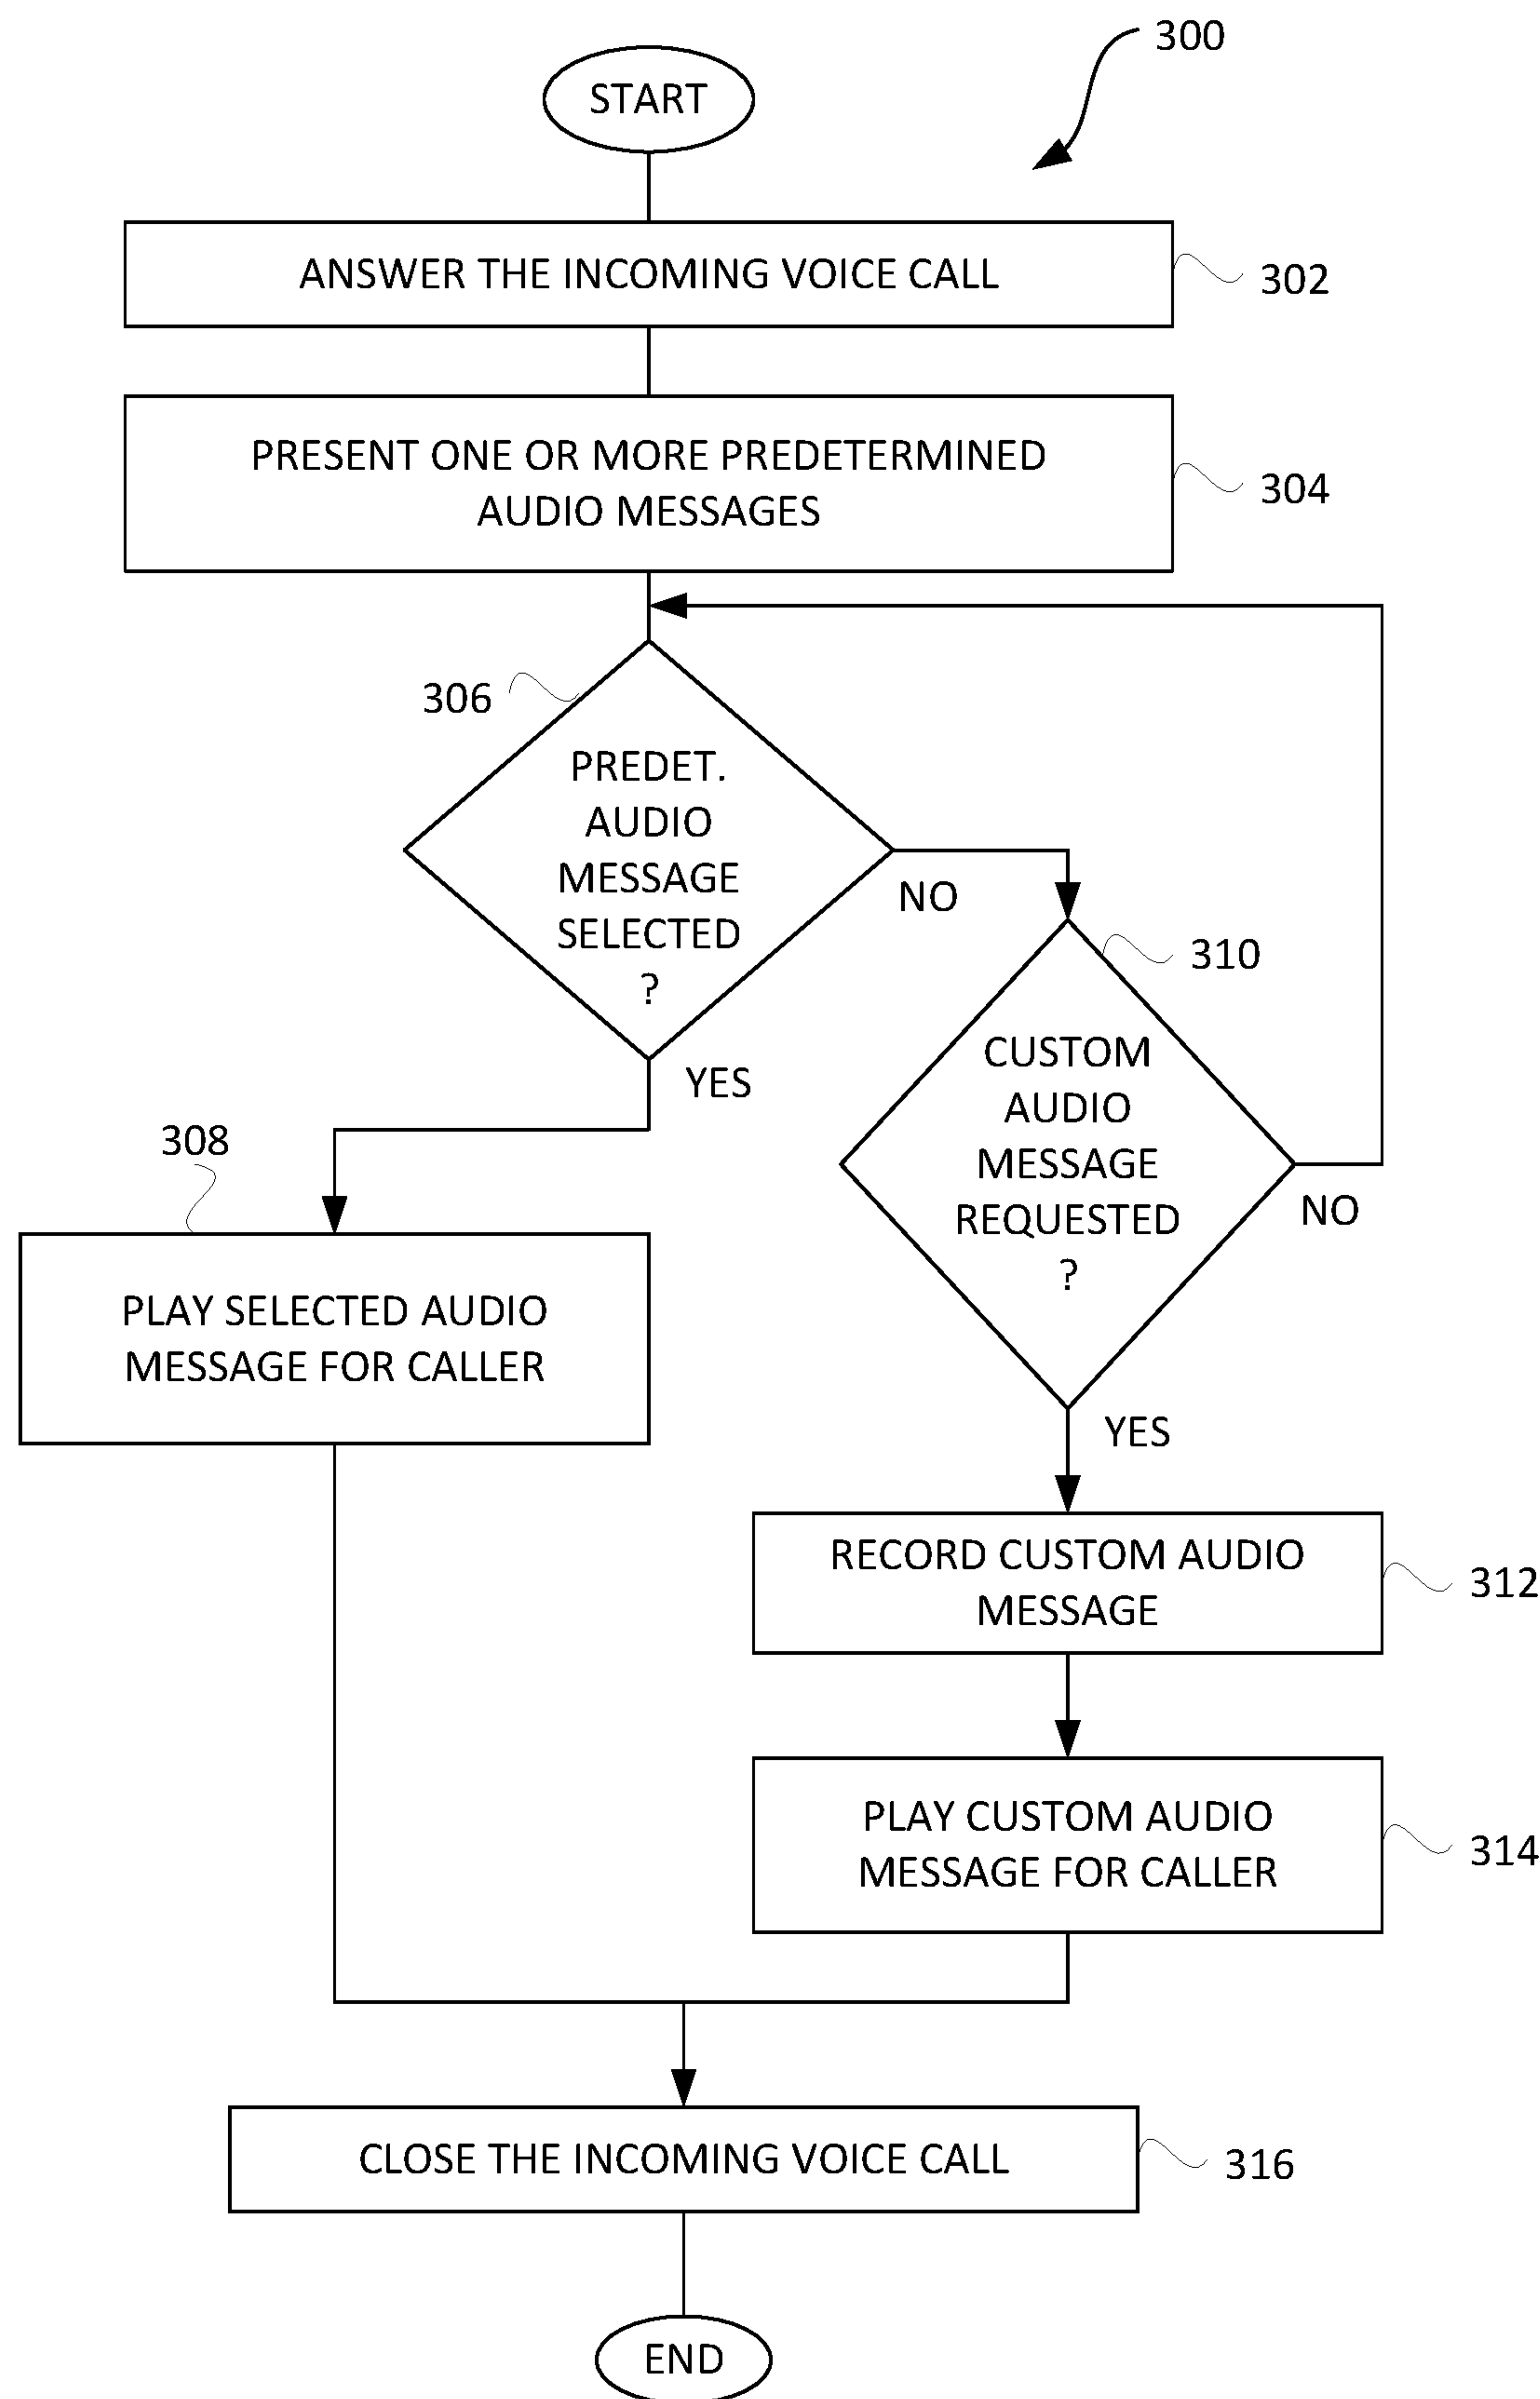 300
START
ANSWER THE INCOMING VOICE CALL
302
PRESENT ONE OR MORE PREDETERMINED
AUDIO MESSAGES
304
306
PREDET.
AUDIO
MESSAGE
SELECTED
?
NO
YES
310
CUSTOM
AUDIO
MESSAGE
REQUESTED
?
NO
YES
308
PLAY SELECTED AUDIO
MESSAGE FOR CALLER
RECORD CUSTOM AUDIO
MESSAGE
312
PLAY CUSTOM AUDIO
MESSAGE FOR CALLER
314
CLOSE THE INCOMING VOICE CALL
316
END